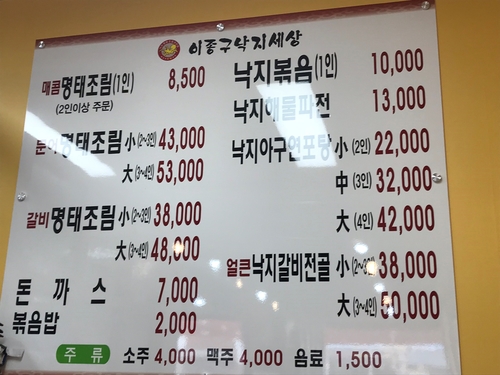 이종구낙지세상
매콤명태조림(1인) 8,500
(2인이상 주문)
문어명태조림 小(2~3인) 43,000
大(3~4인) 53,000
갈비명태조림 小(2~3인) 38,000
大(3~4인) 48,000
돈까스 7,000
볶음밥 2,000
낙지볶음(1인) 10,000
낙지해물파전 13,000
낙지아구연포탕 小(2인) 22,000
中(3인) 32,000
大(4인) 42,000
얼큰낙지갈비전골 小(2~3인) 38,000
大(3~4인) 50,000
주류 소주 4,000 맥주 4,000 음료 1,500